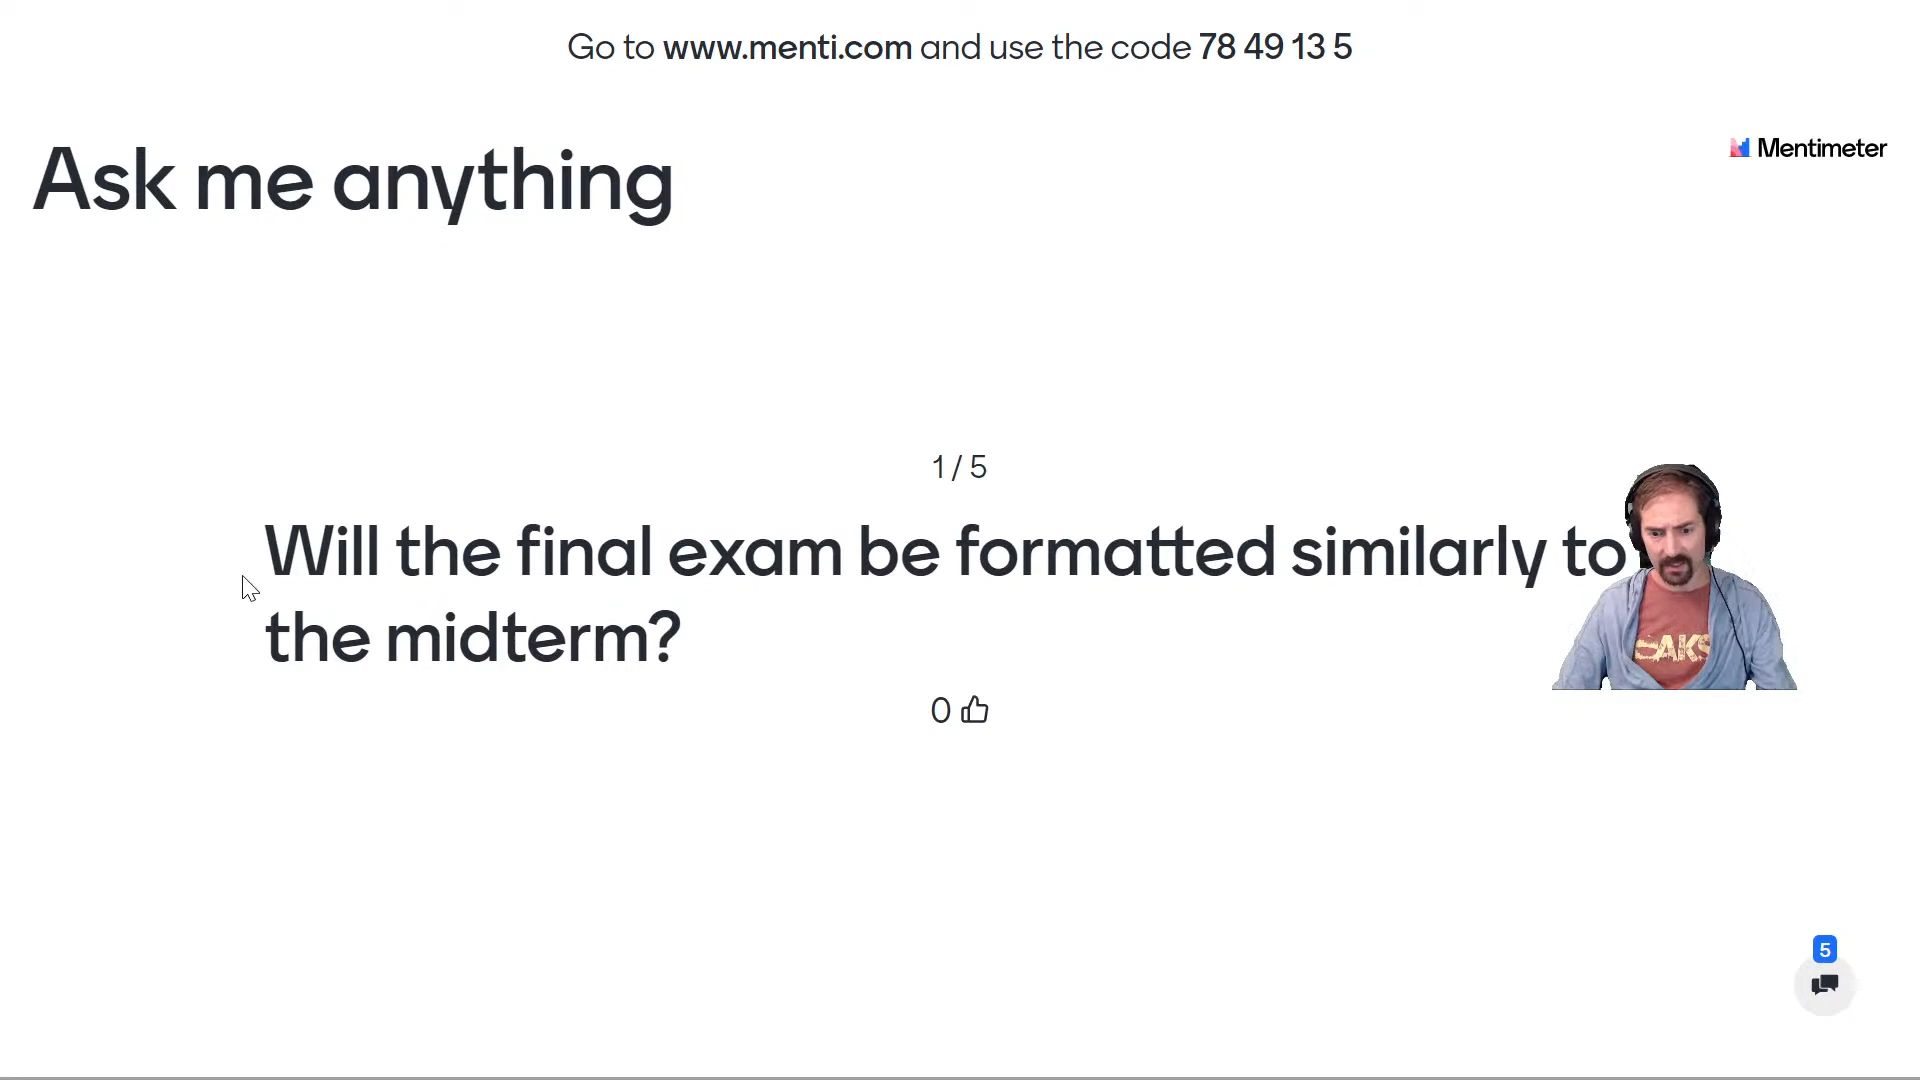 Go to www.menti.com and use the code 78 49 13 5
Ask me anything
Mentimeter
1 / 5
Will the final exam be formatted similarly to
the midterm?
0
5